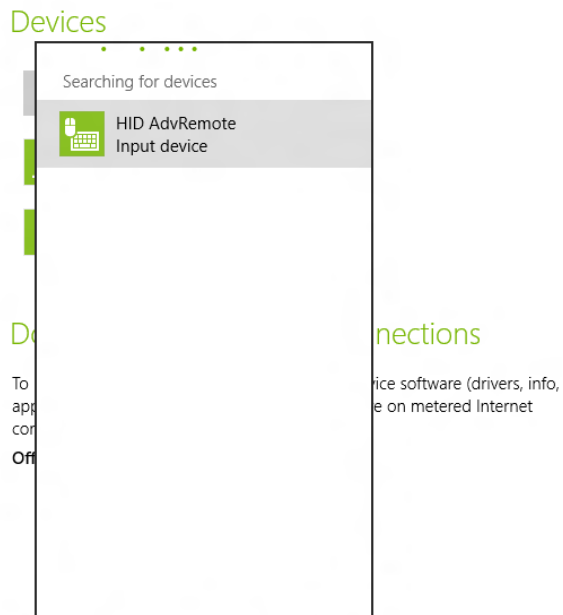 Devices
Searching for devices
HID AdvRemote
Input device
nections
To
vice software (drivers, info,
app
e on metered Internet
con
Off